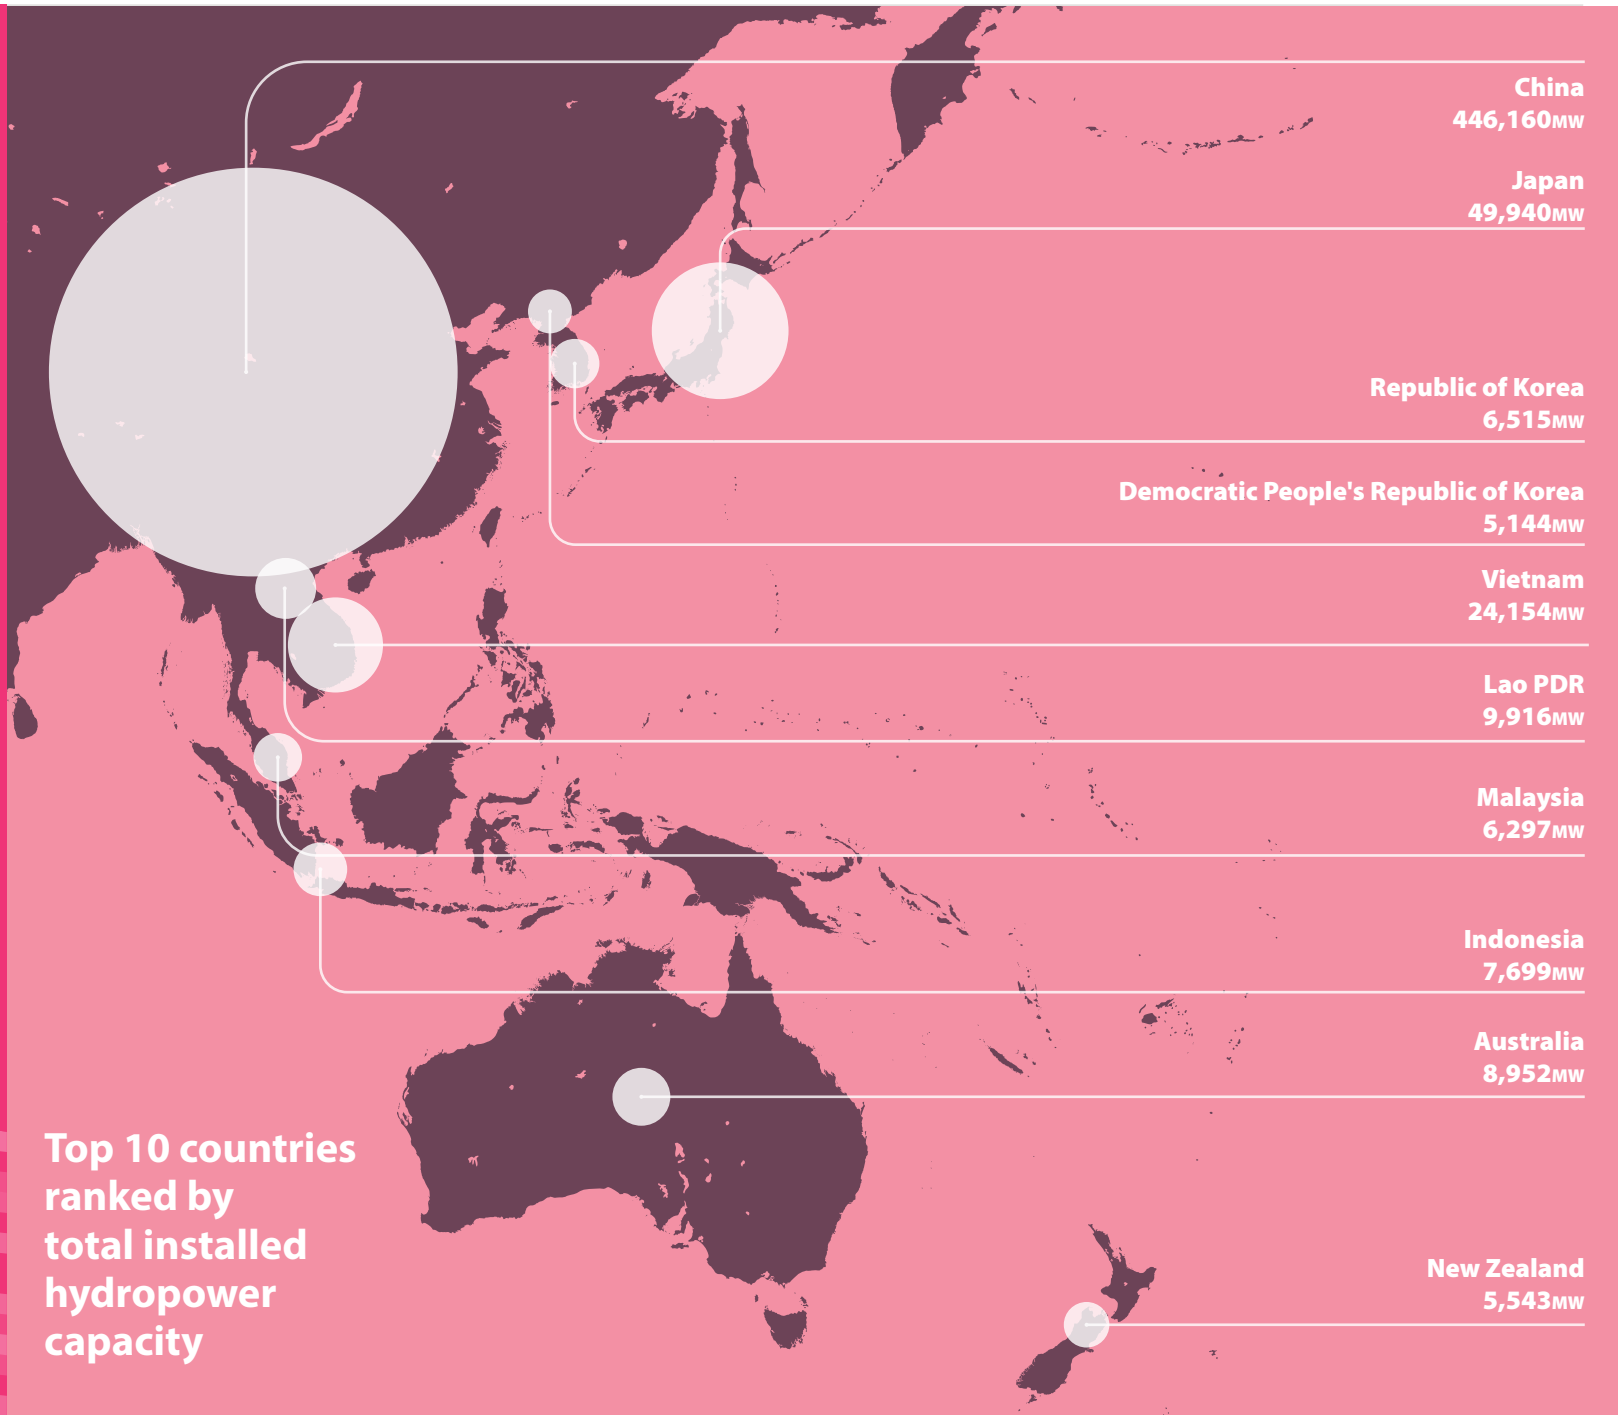 China
446,160MW
Japan
49,940MW
Republic of Korea
6,515MW
Democratic People's Republic of Korea
5,144MW
Vietnam
24,154MW
Lao PDR
9,916MW
Malaysia
6,297MW
Indonesia
7,699MW
Australia
8,952MW
New Zealand
5,543MW
Top 10 countries
ranked by
total installed
hydropower
capacity